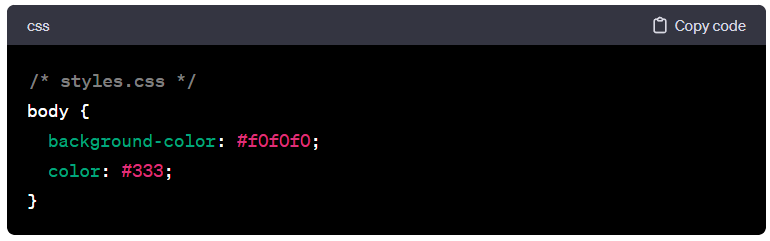 css
Copy code
/* styles.css */
body {
  background-color: #f0f0f0;
  color: #333;
}